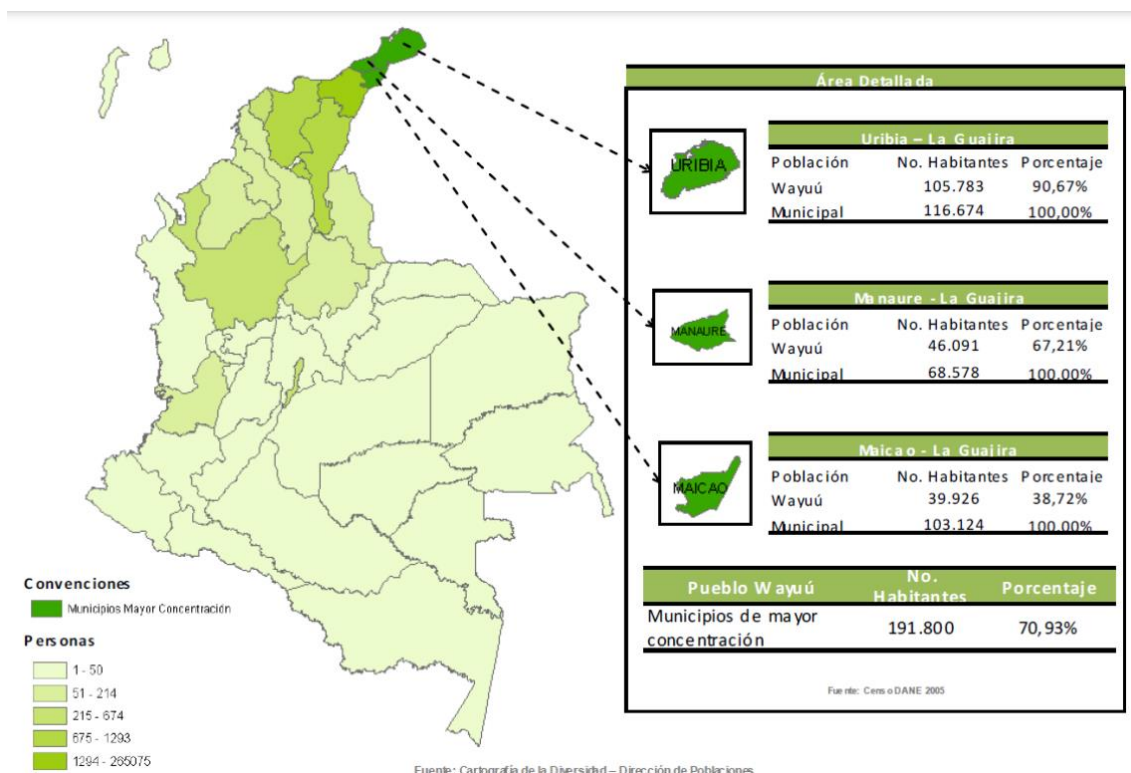 Área Detallada
URIBIA
Uribia – La Guajira
Población No. Habitantes Porcentaje
Wayuú 105.783 90,67%
Municipal 116.674 100,00%
MANAURE
Manaure - La Guajira
Población No. Habitantes Porcentaje
Wayuú 46.091 67,21%
Municipal 68.578 100,00%
MAICAO
Maicao - La Guajira
Población No. Habitantes Porcentaje
Wayuú 39.926 38,72%
Municipal 103.124 100,00%
Pueblo Wayuú No. Habitantes Porcentaje
Municipios de mayor
concentración 191.800 70,93%
Fuente: Censo DANE 2005
Convenciones
Municipios Mayor Concentración
Personas
1 - 50
51 - 214
215 - 674
675 - 1293
1294 - 265075
Fuente: Cartografía de la Diversidad – Dirección de Poblaciones